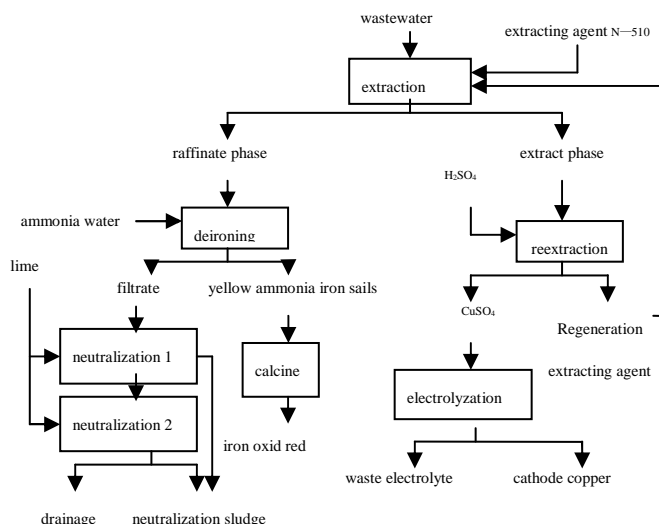 wastewater
extracting agent N—510
extraction
raffinate phase
extract phase
H₂SO₄
ammonia water
deironing
reextraction
lime
filtrate
yellow ammonia iron sails
CuSO₄
Regeneration
extracting agent
neutralization 1
calcine
electrolyzation
neutralization 2
iron oxid red
waste electrolyte
cathode copper
drainage
neutralization sludge